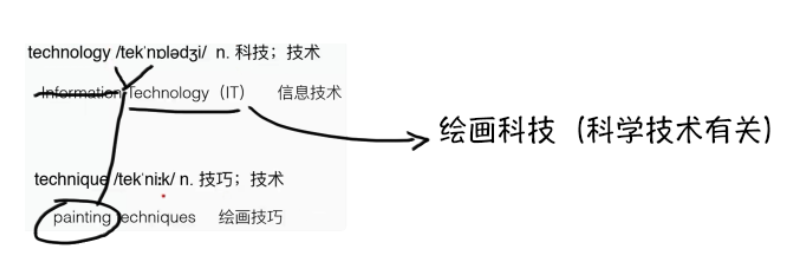 technology /tekˈnɒlədʒi/ n. 科技；技术
Information Technology（IT） 信息技术
绘画科技（科学技术有关）
technique /tekˈniːk/ n. 技巧；技术
painting techniques 绘画技巧